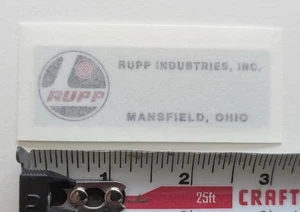 RUPP INDUSTRIES, INC.
RUPP
MANSFIELD, OHIO
1 2 3
25ft CRAFT